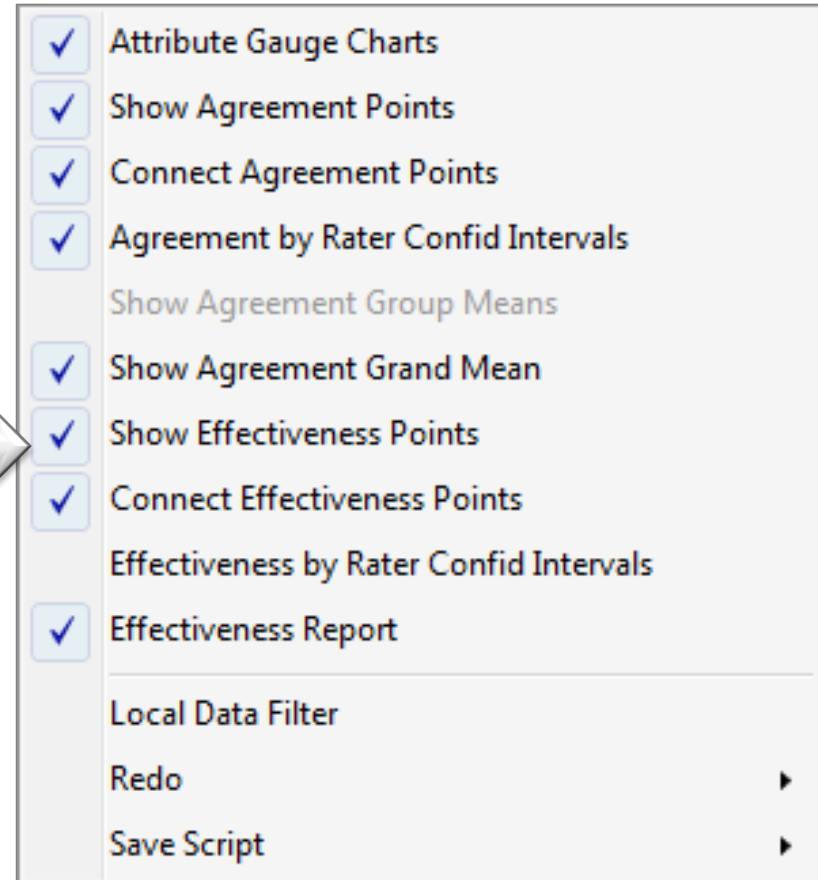 Attribute Gauge Charts
Show Agreement Points
Connect Agreement Points
Agreement by Rater Confid Intervals
Show Agreement Group Means
Show Agreement Grand Mean
Show Effectiveness Points
Connect Effectiveness Points
Effectiveness by Rater Confid Intervals
Effectiveness Report
Local Data Filter
Redo
Save Script